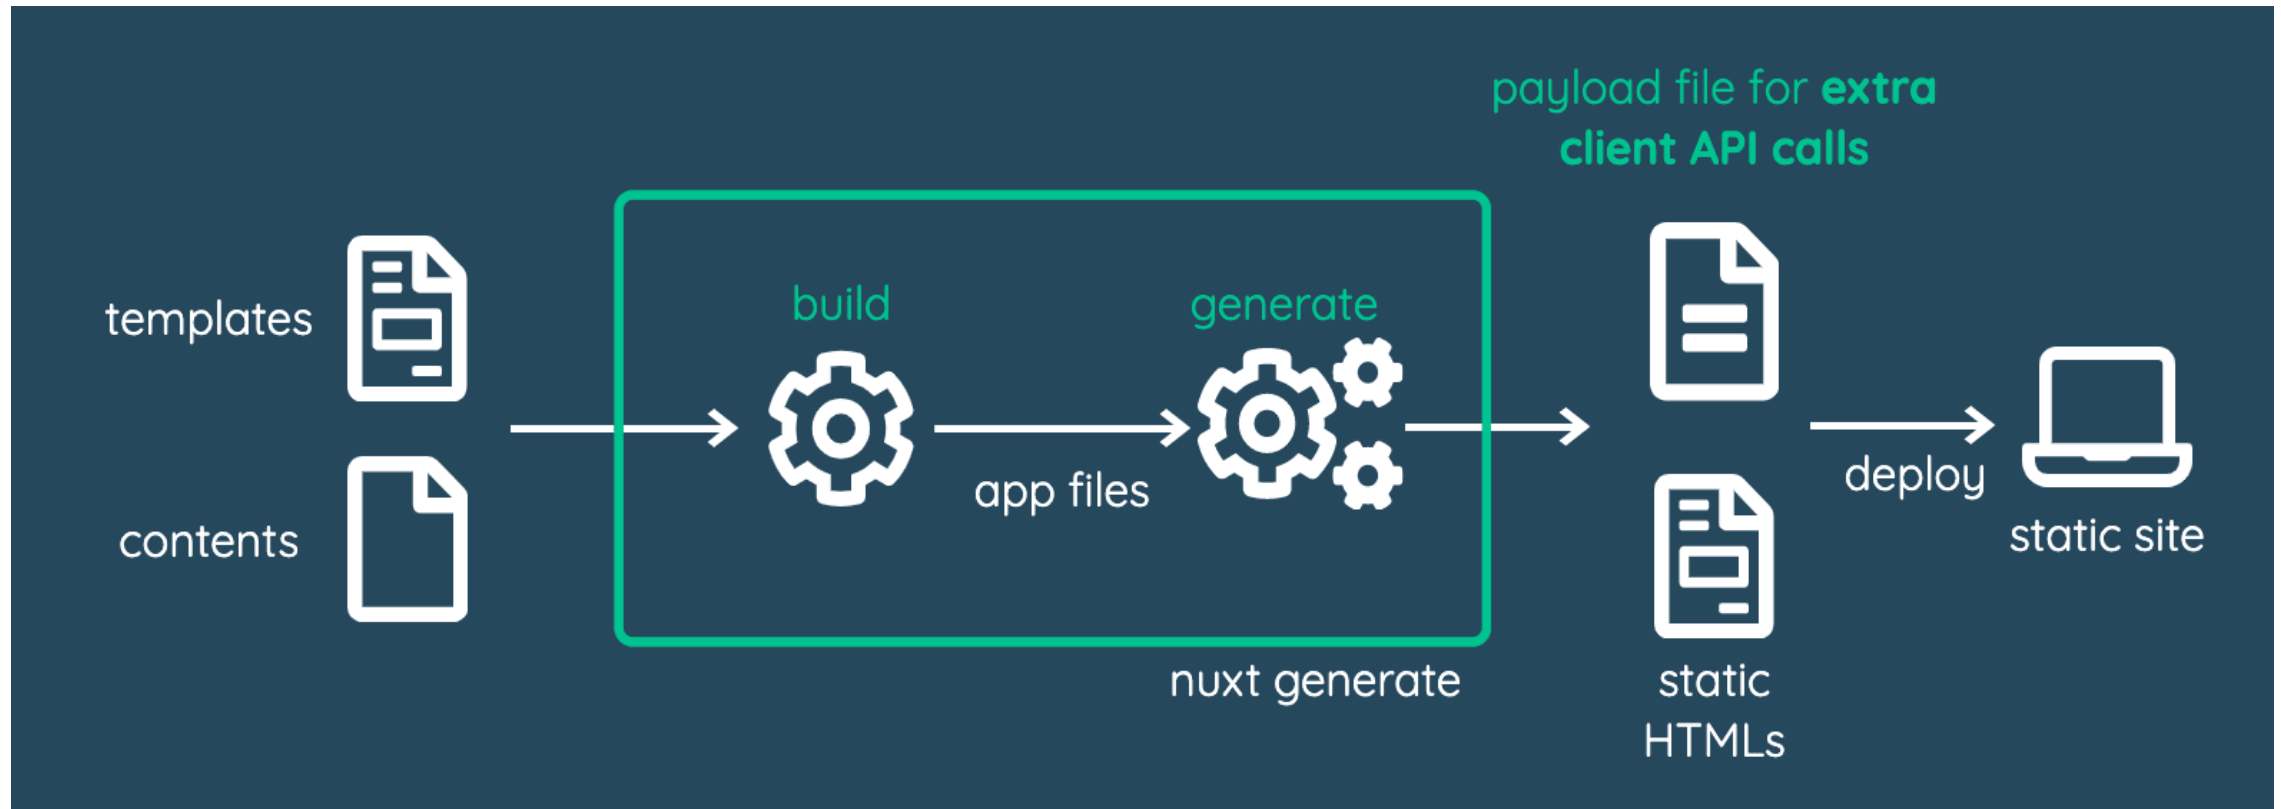 payload file for extra
client API calls
templates
contents
build
generate
app files
nuxt generate
static
HTMLs
deploy
static site